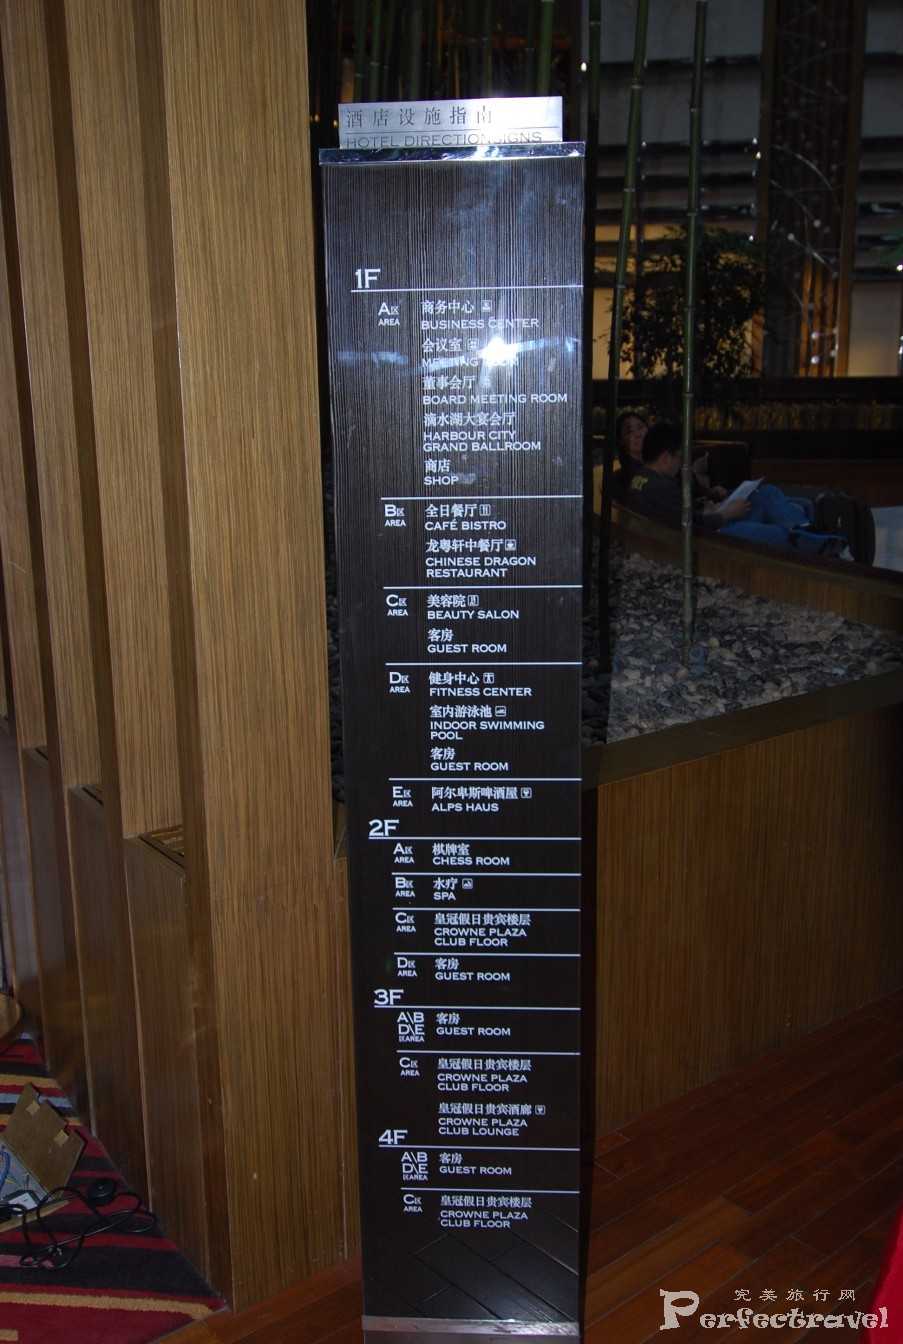 酒店设施指南
HOTEL DIRECTION SIGNS
1F
A区
AREA
商务中心
BUSINESS CENTER
会议室
MEETING
董事会厅
BOARD MEETING ROOM
滴水湖大宴会厅
HARBOUR CITY
GRAND BALLROOM
商店
SHOP
B区
AREA
全日餐厅
CAFÉ BISTRO
龙粤轩中餐厅
CHINESE DRAGON
RESTAURANT
C区
AREA
美容院
BEAUTY SALON
客房
GUEST ROOM
D区
AREA
健身中心
FITNESS CENTER
室内游泳池
INDOOR SWIMMING
POOL
客房
GUEST ROOM
E区
AREA
阿尔卑斯啤酒屋
ALPS HAUS
2F
A区
AREA
棋牌室
CHESS ROOM
B区
AREA
水疗
SPA
C区
AREA
皇冠假日贵宾楼层
CROWNE PLAZA
CLUB FLOOR
D区
AREA
客房
GUEST ROOM
3F
A\B
D\E
区AREA
客房
GUEST ROOM
C区
AREA
皇冠假日贵宾楼层
CROWNE PLAZA
CLUB FLOOR
皇冠假日贵宾酒廊
CROWNE PLAZA
CLUB LOUNGE
4F
A\B
D\E
区AREA
客房
GUEST ROOM
C区
AREA
皇冠假日贵宾楼层
CROWNE PLAZA
CLUB FLOOR
完美旅行网
Perfectravel